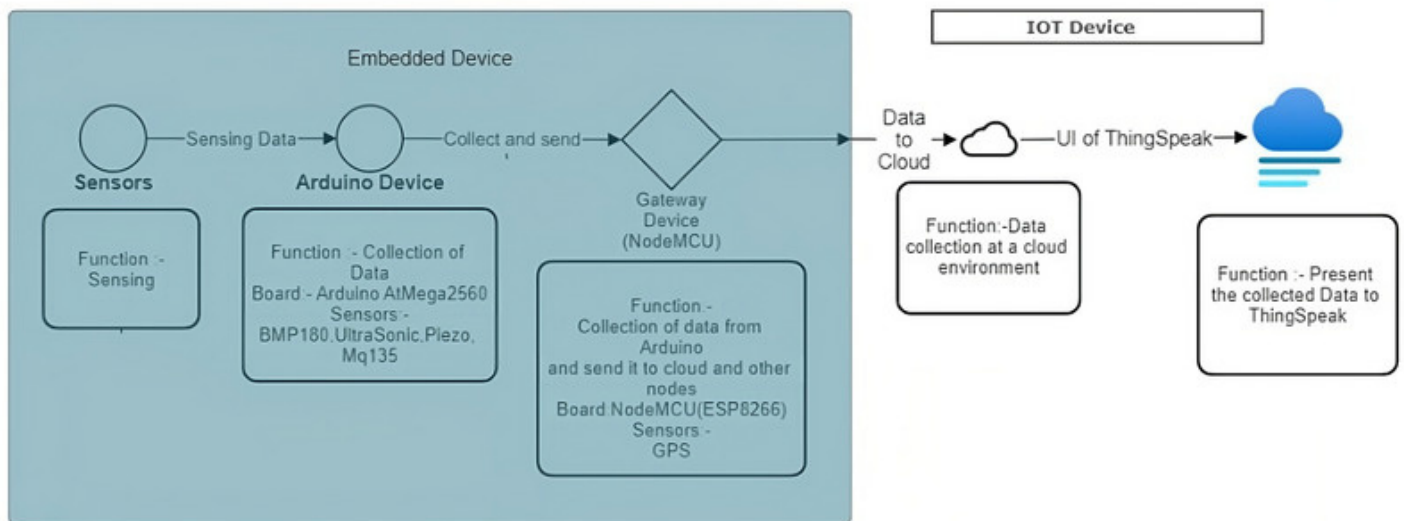 IOT Device
Embedded Device
Sensing Data
Collect and send
Data
to
Cloud
UI of ThingSpeak
Sensors
Arduino Device
Gateway
Device
(NodeMCU)
Function :-
Sensing
Function :- Collection of
Data
Board:- Arduino AtMega2560
Sensors:-
BMP180,UltraSonic,Piezo,
Mq135
Function:-
Collection of data from
Arduino
and send it to cloud and other
nodes
Board:NodeMCU(ESP8266)
Sensors:-
GPS
Function:-Data
collection at a cloud
environment
Function :- Present
the collected Data to
ThingSpeak